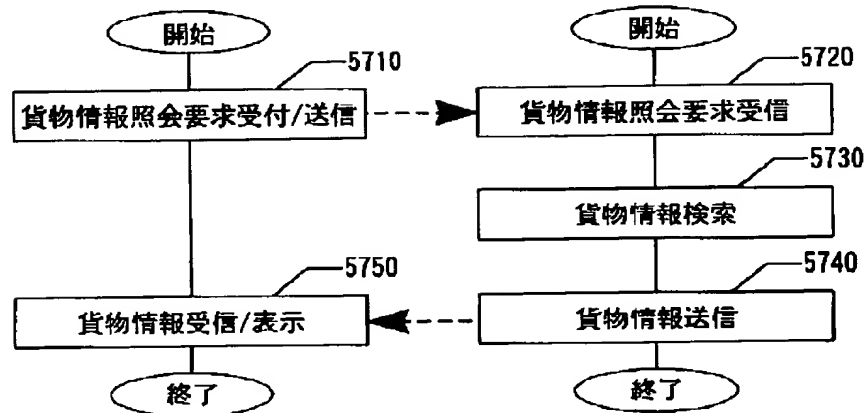 開始
5710
貨物情報照会要求受付/送信
5750
貨物情報受信/表示
終了
開始
5720
貨物情報照会要求受信
5730
貨物情報検索
5740
貨物情報送信
終了